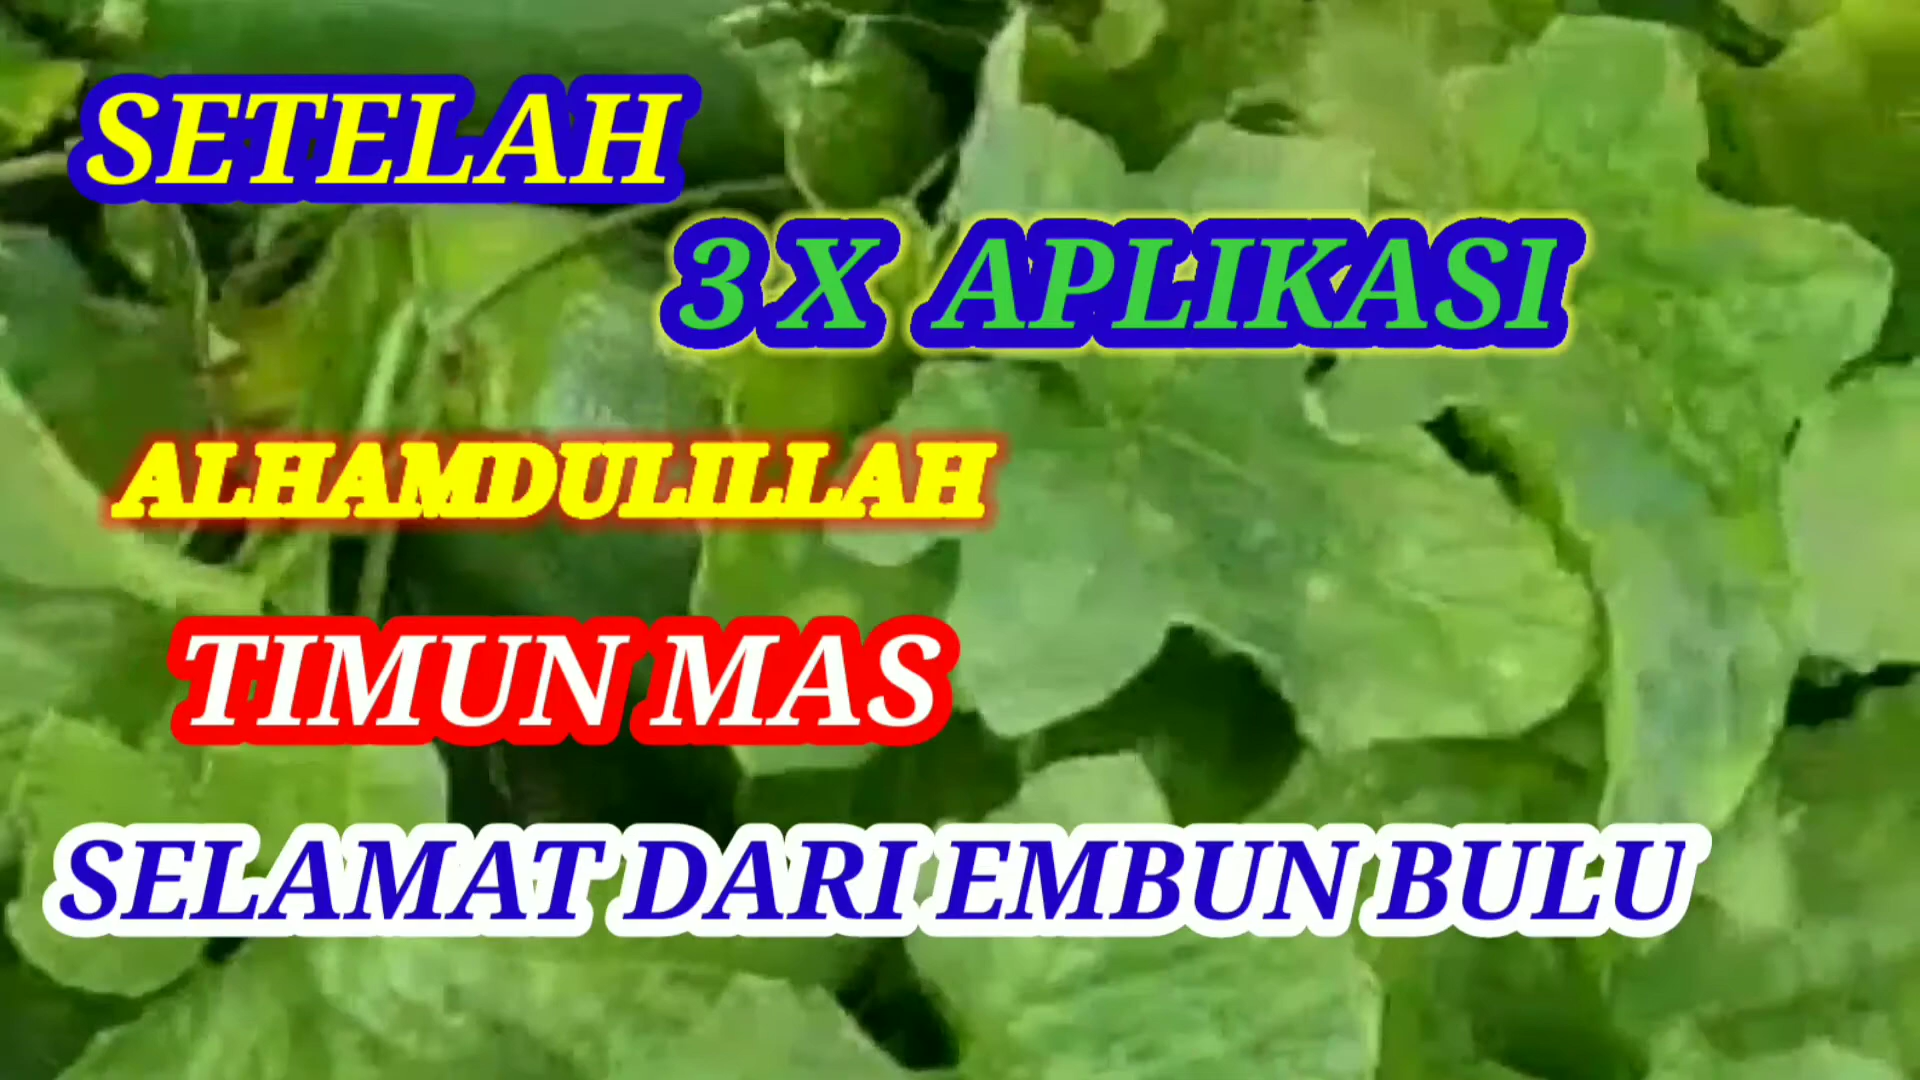 SETELAH
3 X APLIKASI
ALHAMDULILLAH
TIMUN MAS
SELAMAT DARI EMBUN BULU